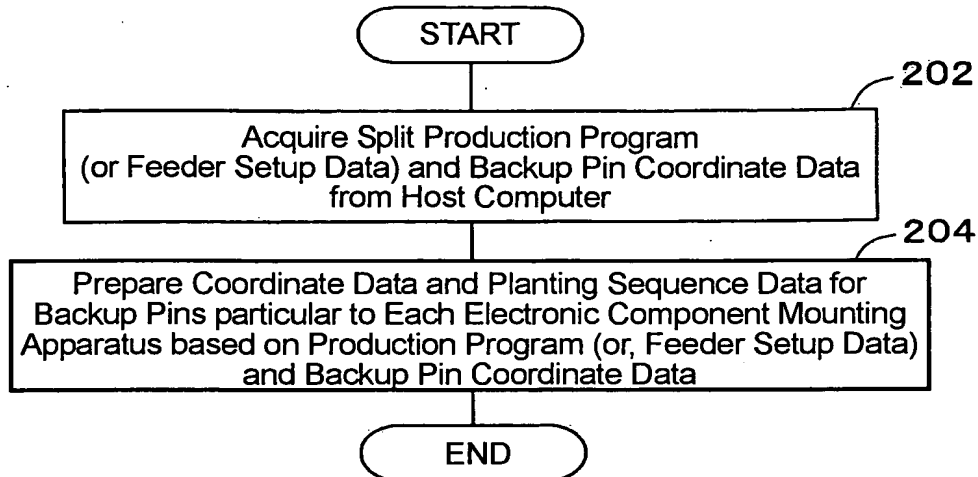 START
202
Acquire Split Production Program
(or Feeder Setup Data) and Backup Pin Coordinate Data
from Host Computer
204
Prepare Coordinate Data and Planting Sequence Data for
Backup Pins particular to Each Electronic Component Mounting
Apparatus based on Production Program (or, Feeder Setup Data)
and Backup Pin Coordinate Data
END